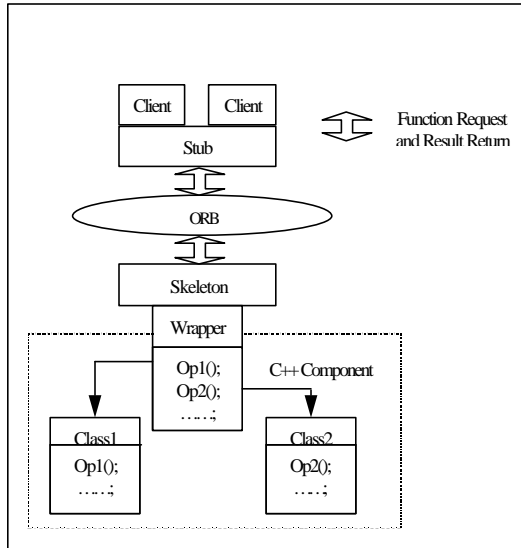 Client
Client
Stub
Function Request
and Result Return
ORB
Skeleton
Wrapper
Op1();
Op2();
……;
C++ Component
Class1
Op1();
……;
Class2
Op2();
……;